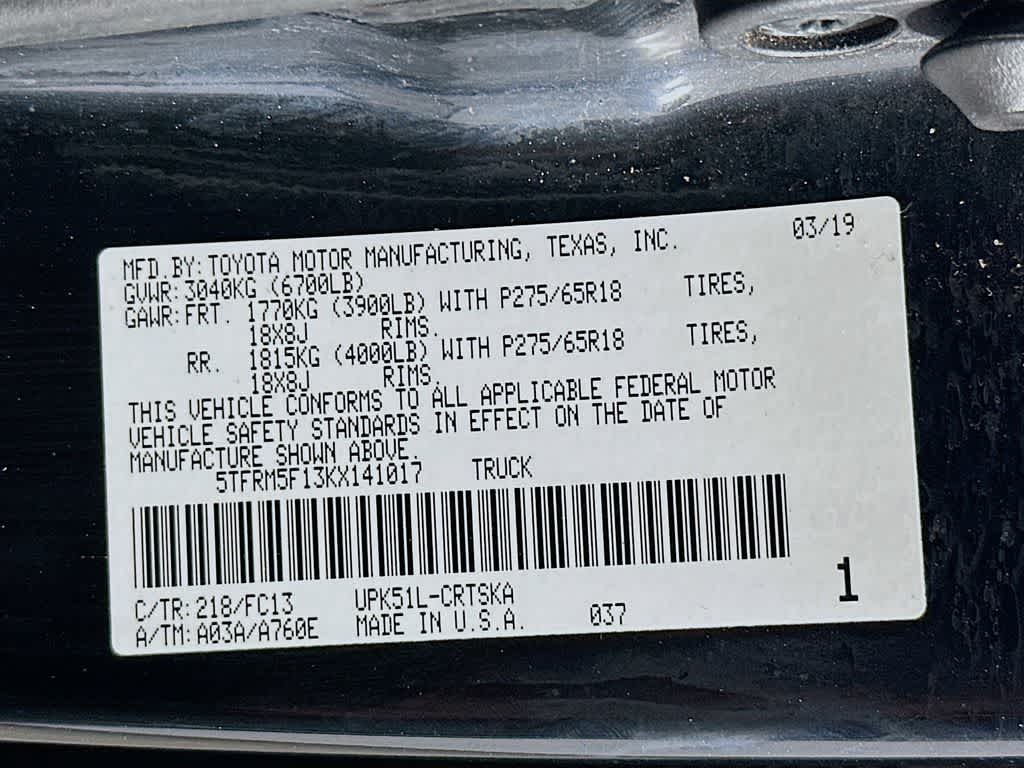 MFD.BY: TOYOTA MOTOR MANUFACTURING, TEXAS, INC. 03/19
GVWR: 3040KG (6700LB)
GAWR: FRT. 1770KG (3900LB) WITH P275/65R18 TIRES,
18X8J RIMS.
RR. 1815KG (4000LB) WITH P275/65R18 TIRES,
18X8J RIMS.
THIS VEHICLE CONFORMS TO ALL APPLICABLE FEDERAL MOTOR
VEHICLE SAFETY STANDARDS IN EFFECT ON THE DATE OF
MANUFACTURE SHOWN ABOVE.
5TFRM5F13KX141017 TRUCK
C/TR: 218/FC13 UPK51L-CRTSKA 1
A/TM: A03A/A760E MADE IN U.S.A. 037